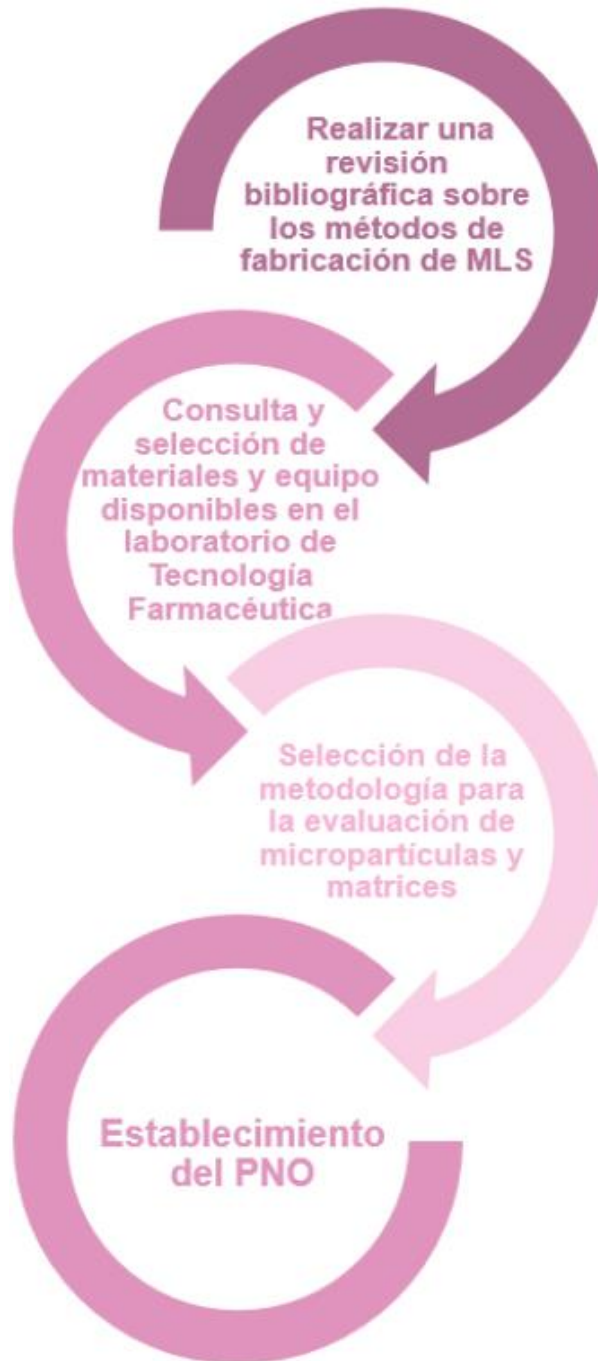 Realizar una
revisión
bibliográfica sobre
los métodos de
fabricación de MLS
Consulta y
selección de
materiales y equipo
disponibles en el
laboratorio de
Tecnología
Farmacéutica
Selección de la
metodología para
la evaluación de
micropartículas y
matrices
Establecimiento
del PNO